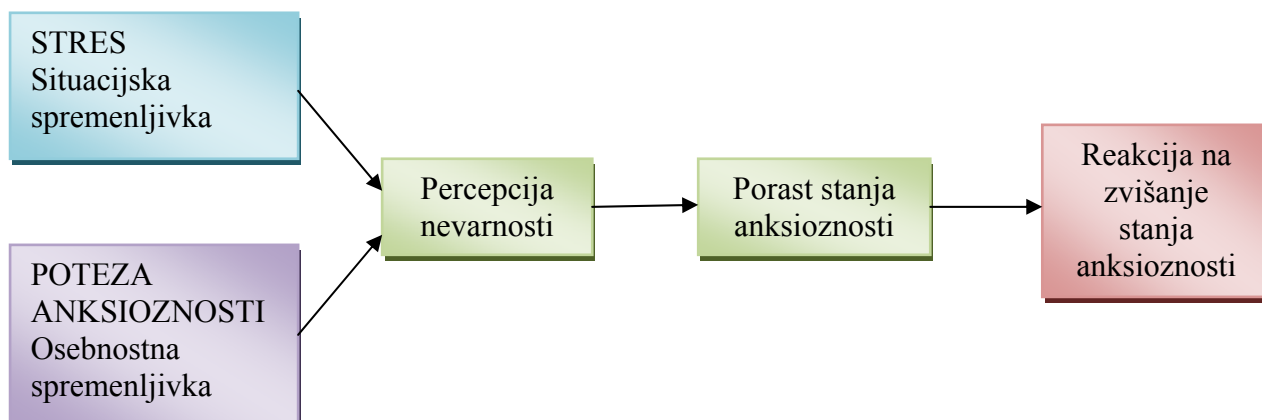 STRES
Situacijska
spremenljivka
POTEZA
ANKSIOZNOSTI
Osebnostna
spremenljivka
Percepcija
nevarnosti
Porast stanja
anksioznosti
Reakcija na
zvišanje
stanja
anksioznosti